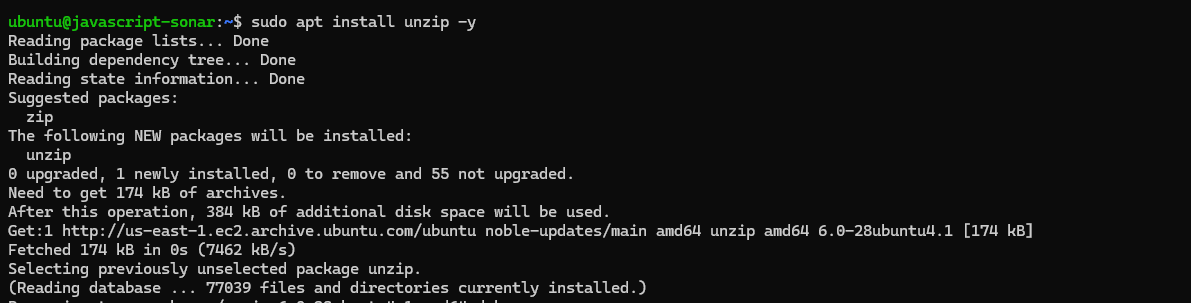 ubuntu@javascript-sonar:~$ sudo apt install unzip -y
Reading package lists... Done
Building dependency tree... Done
Reading state information... Done
Suggested packages:
  zip
The following NEW packages will be installed:
  unzip
0 upgraded, 1 newly installed, 0 to remove and 55 not upgraded.
Need to get 174 kB of archives.
After this operation, 384 kB of additional disk space will be used.
Get:1 http://us-east-1.ec2.archive.ubuntu.com/ubuntu noble-updates/main amd64 unzip amd64 6.0-28ubuntu4.1 [174 kB]
Fetched 174 kB in 0s (7462 kB/s)
Selecting previously unselected package unzip.
(Reading database ... 77039 files and directories currently installed.)